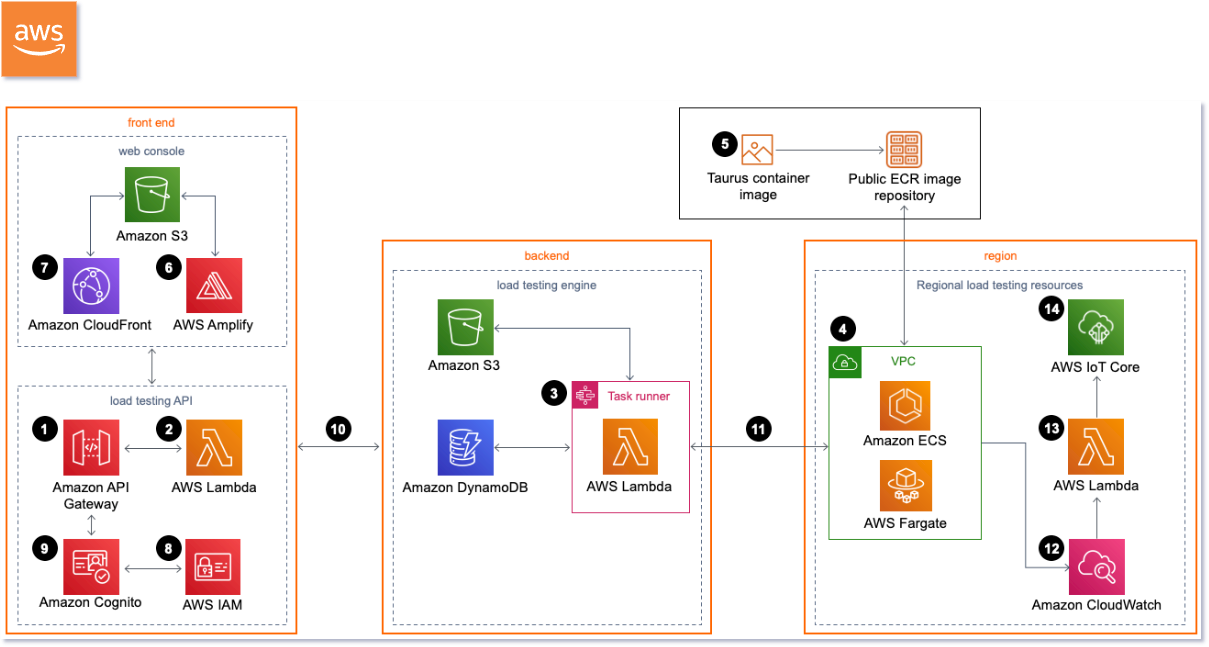 aws
front end
web console
Amazon S3
7
6
Amazon CloudFront
AWS Amplify
load testing API
1
2
Amazon API
Gateway
AWS Lambda
9
8
Amazon Cognito
AWS IAM
10
backend
load testing engine
Amazon S3
3
Task runner
Amazon DynamoDB
AWS Lambda
11
5
Taurus container
image
Public ECR image
repository
region
Regional load testing resources
4
VPC
Amazon ECS
AWS Fargate
14
AWS IoT Core
13
AWS Lambda
12
Amazon CloudWatch